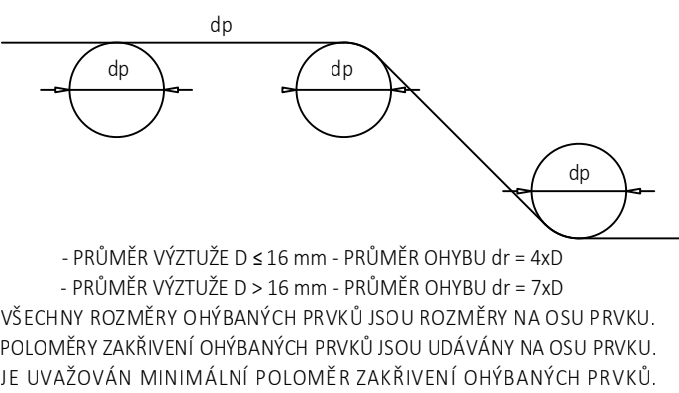 dp
dp
dp
dp
- PRŮMĚR VÝZTUŽE D ≤ 16 mm - PRŮMĚR OHYBU dr = 4xD
- PRŮMĚR VÝZTUŽE D > 16 mm - PRŮMĚR OHYBU dr = 7xD
VŠECHNY ROZMĚRY OHÝBANÝCH PRVKŮ JSOU ROZMĚRY NA OSU PRVKU.
POLOMĚRY ZAKŘIVENÍ OHÝBANÝCH PRVKŮ JSOU UDÁVÁNY NA OSU PRVKU.
JE UVAŽOVÁN MINIMÁLNÍ POLOMĚR ZAKŘIVENÍ OHÝBANÝCH PRVKŮ.